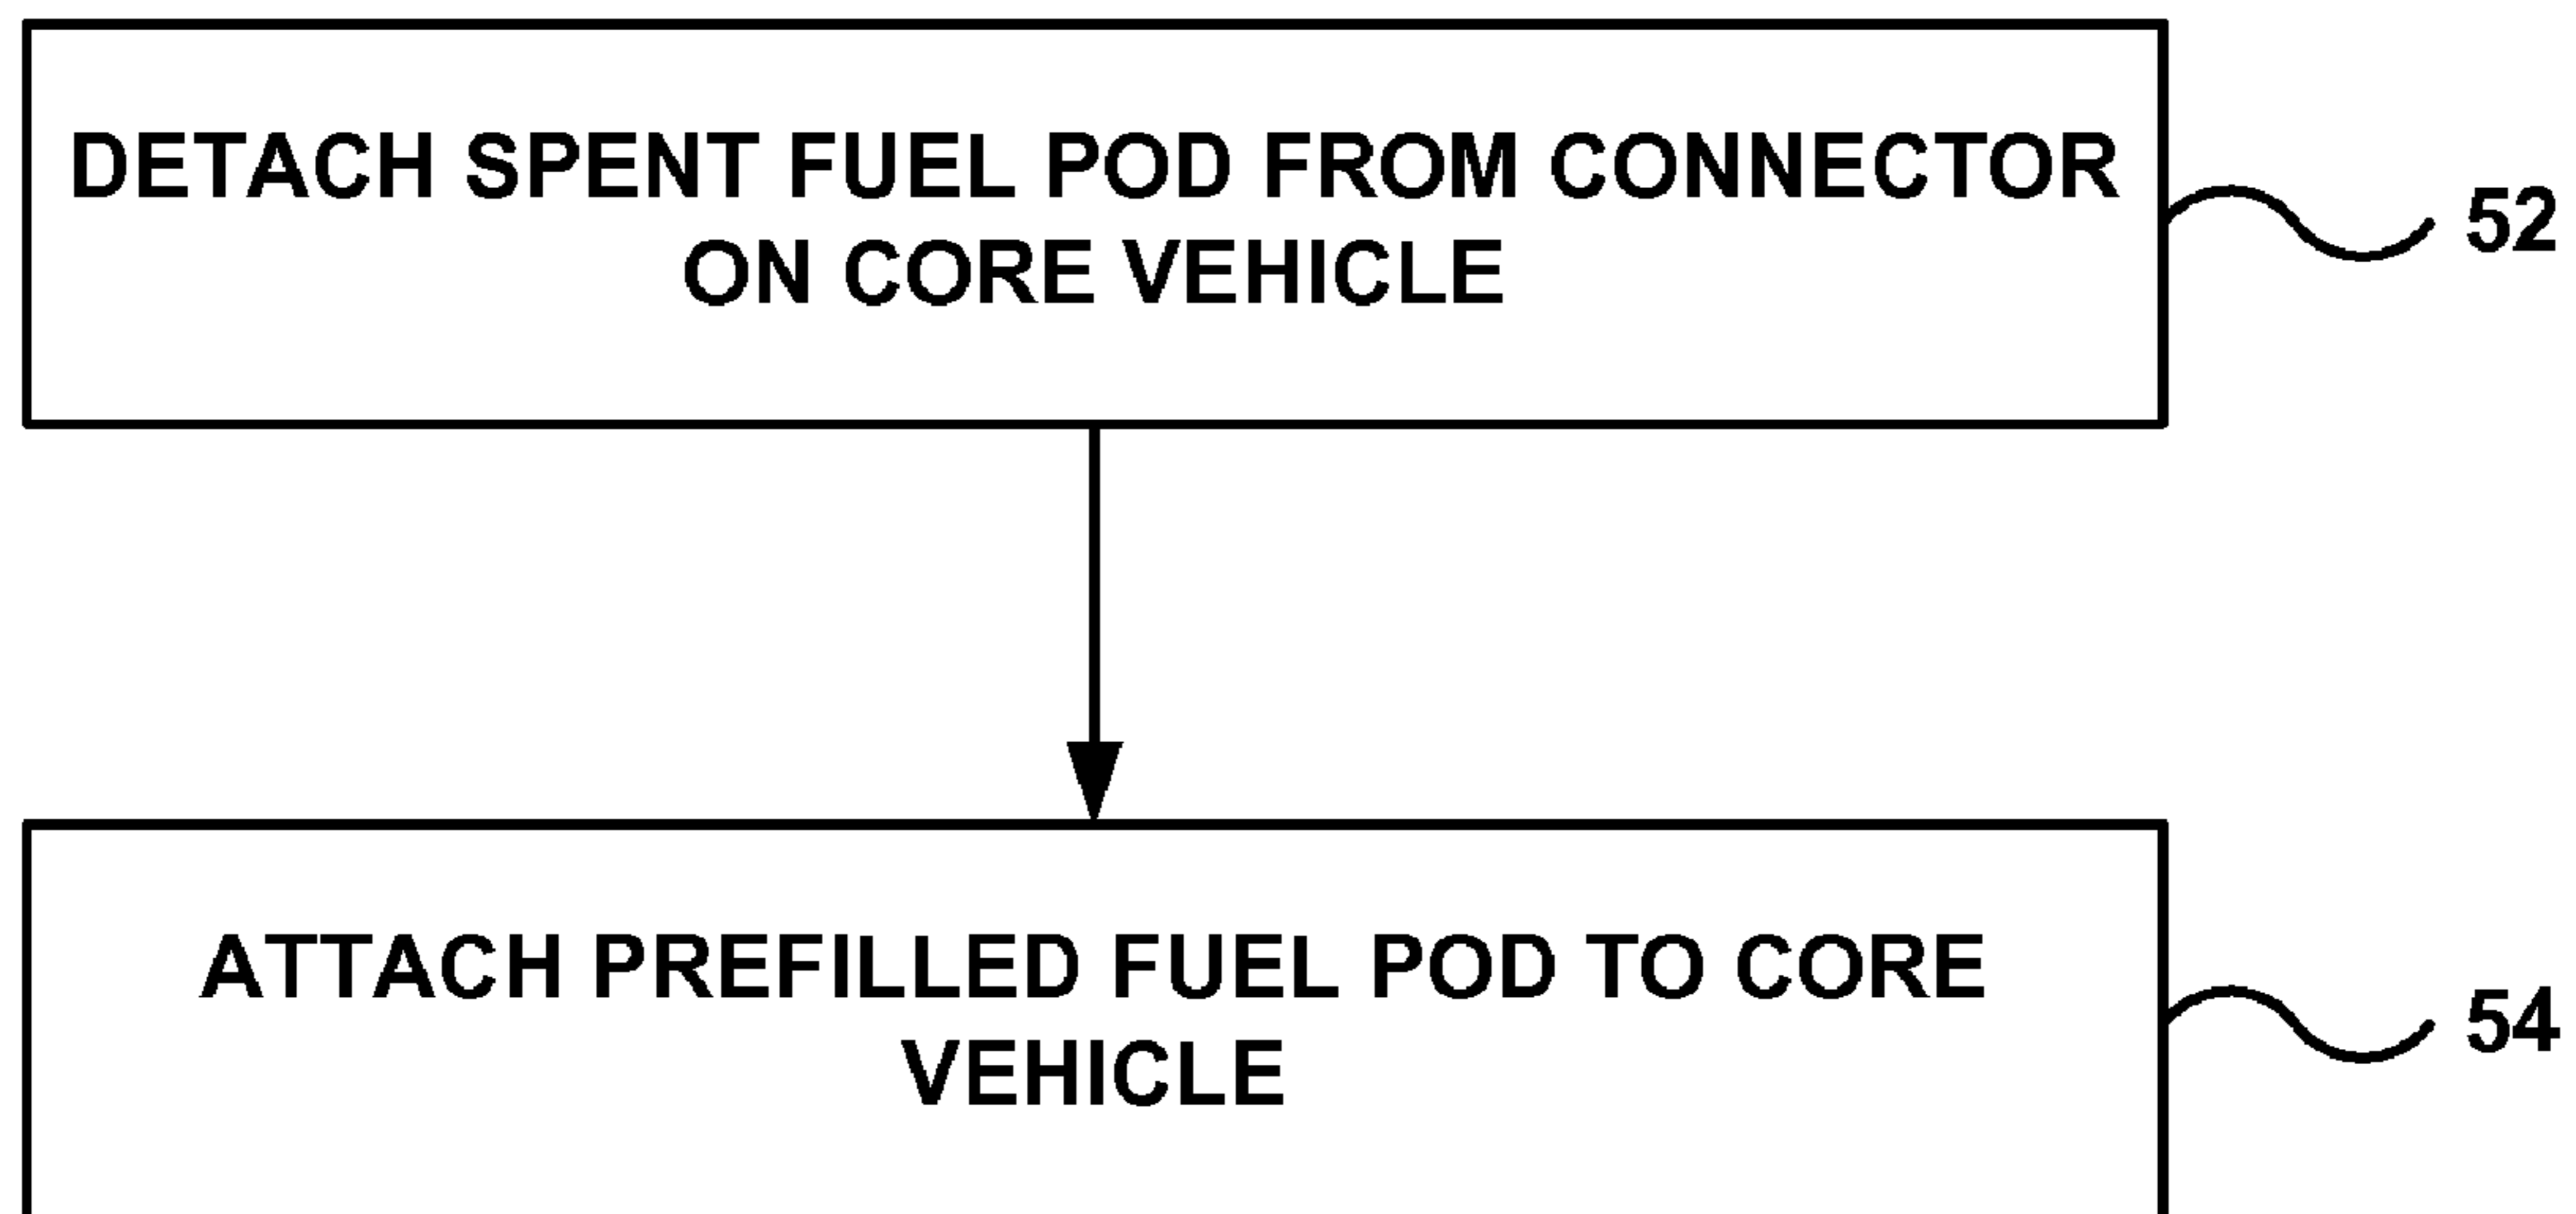 DETACH SPENT FUEL POD FROM CONNECTOR
ON CORE VEHICLE
52
ATTACH PREFILLED FUEL POD TO CORE
VEHICLE
54